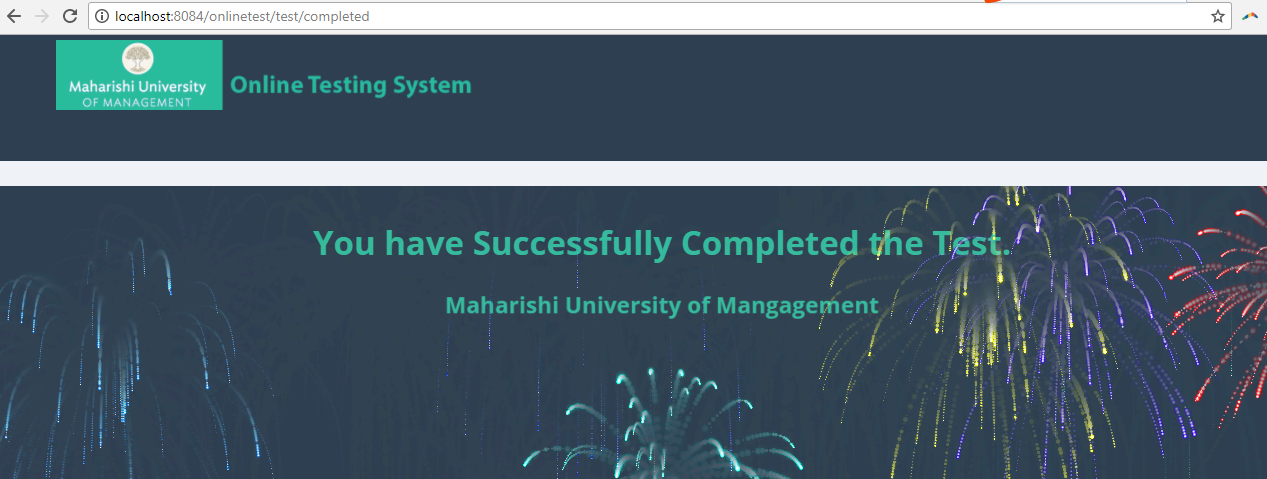 localhost:8084/onlinetest/test/completed
Maharishi University
OF MANAGEMENT
Online Testing System
You have Successfully Completed the Test.
Maharishi University of Mangagement